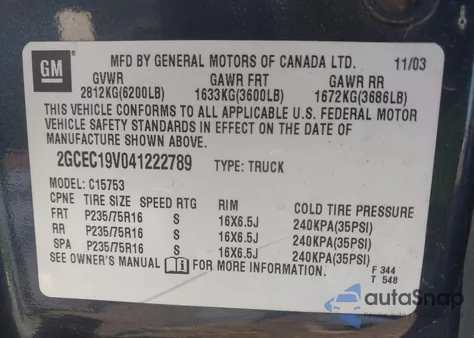 GM
MFD BY GENERAL MOTORS OF CANADA LTD. 11/03
GVWR GAWR FRT GAWR RR
2812KG(6200LB) 1633KG(3600LB) 1672KG(3686LB)
THIS VEHICLE CONFORMS TO ALL APPLICABLE U.S. FEDERAL MOTOR
VEHICLE SAFETY STANDARDS IN EFFECT ON THE DATE OF
MANUFACTURE SHOWN ABOVE.
2GCEC19V041222789 TYPE: TRUCK
MODEL: C15753
CPNE TIRE SIZE SPEED RTG RIM COLD TIRE PRESSURE
FRT P235/75R16 S 16X6.5J 240KPA(35PSI)
RR P235/75R16 S 16X6.5J 240KPA(35PSI)
SPA P235/75R16 S 16X6.5J 240KPA(35PSI)
SEE OWNER'S MANUAL FOR MORE INFORMATION.
F 344
T 548
autoSnap